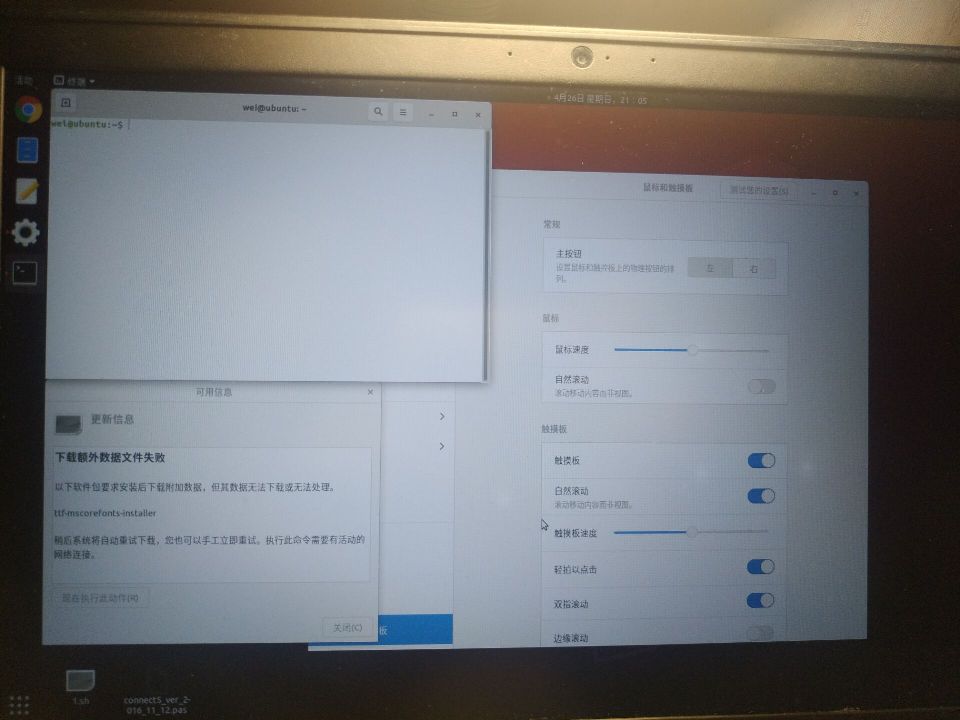 活动
终端
4月26日 星期日，21：05
wei@ubuntu: ~
wei@ubuntu:~$
鼠标和触摸板
测试您的设置(S)
常规
主按钮
设置鼠标和触控板上的物理按钮的排
列。
左
右
鼠标
鼠标速度
自然滚动
滚动移动内容而非视图。
触摸板
触摸板
自然滚动
滚动移动内容而非视图。
触摸板速度
轻拍以点击
双指滚动
边缘滚动
可用信息
更新信息
下载额外数据文件失败
以下软件包要求安装后下载附加数据，但其数据无法下载或无法处理。
ttf-mscorefonts-installer
稍后系统将自动重试下载，您也可以手工立即重试。执行此命令需要有活动的
网络连接。
现在执行此动作(R)
关闭(C)
板
1.sh
connect5_ver_2-
016_11_12.pas